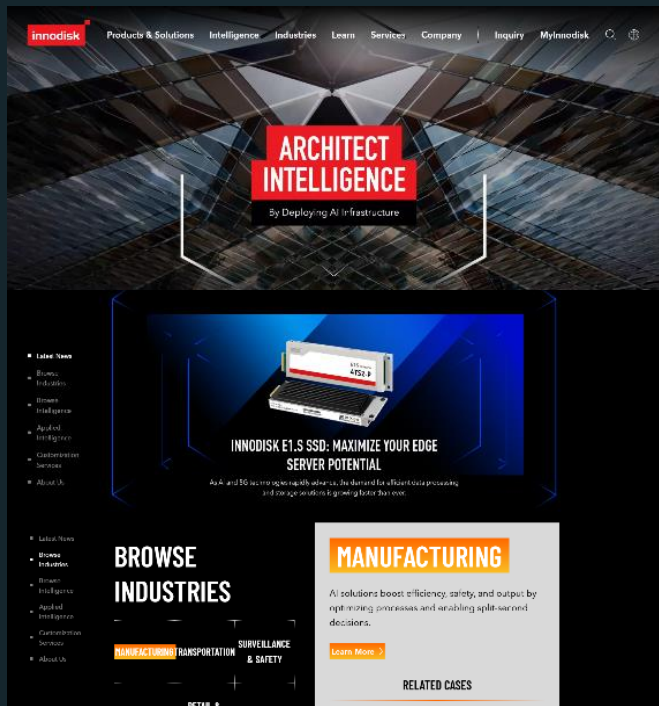 innodisk
Products & Solutions Intelligence Industries Learn Services Company | Inquiry MyInnodisk
ARCHITECT
INTELLIGENCE
By Deploying AI Infrastructure
Latest News
Browse
Industries
Browse
Intelligence
Applied
Intelligence
Customization
Services
About Us
4TS2-P
INNODISK E1.S SSD: MAXIMIZE YOUR EDGE
SERVER POTENTIAL
As AI and 5G technologies rapidly advance, the demand for efficient data processing
and storage solutions is growing faster than ever.
Latest News
Browse
Industries
Browse
Intelligence
Applied
Intelligence
Customization
Services
About Us
BROWSE
INDUSTRIES
MANUFACTURING TRANSPORTATION SURVEILLANCE
& SAFETY
RETAIL &
MANUFACTURING
AI solutions boost efficiency, safety, and output by
optimizing processes and enabling split-second
decisions.
Learn More >
RELATED CASES